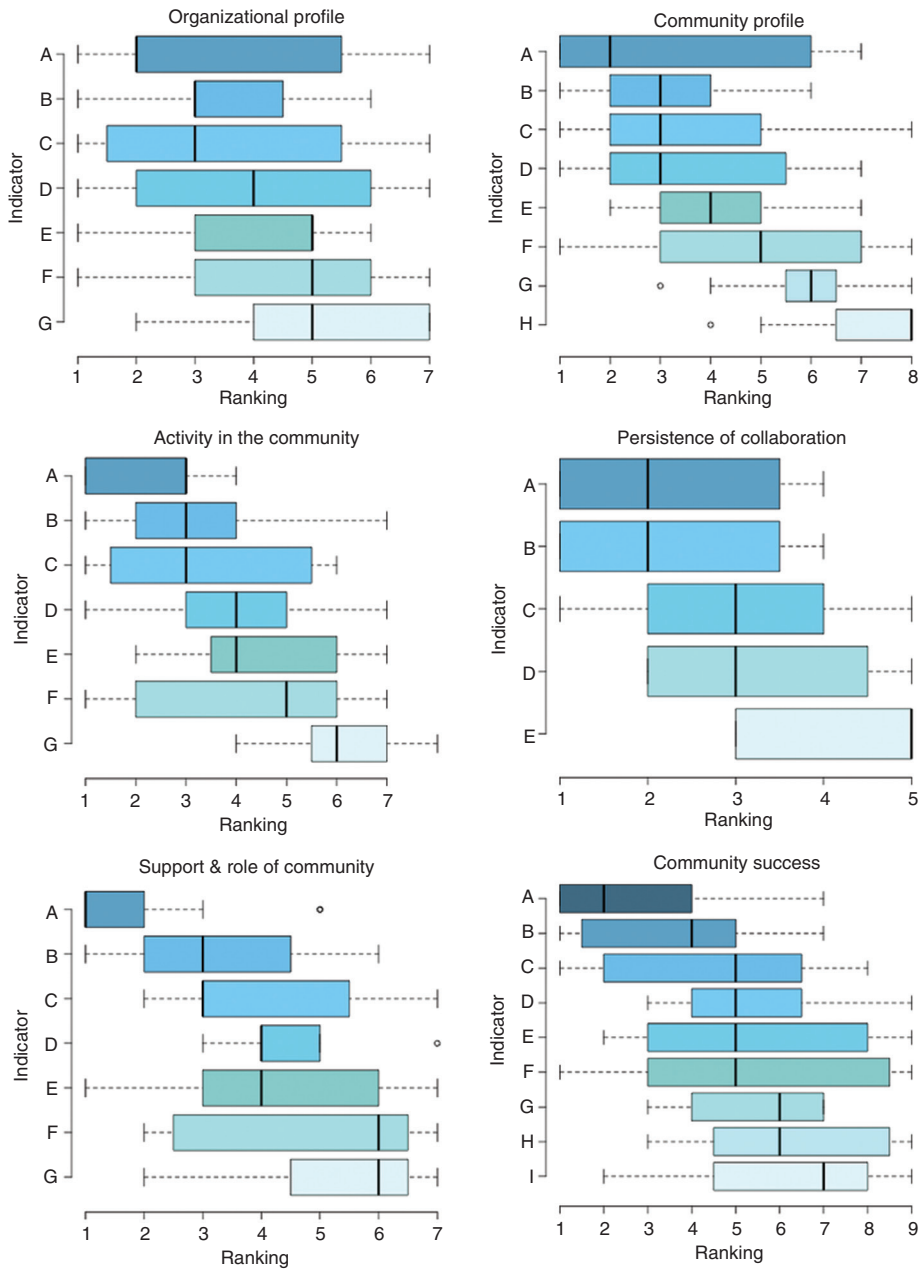 Organizational profile
A
B
C
D
E
F
G
Indicator
1 2 3 4 5 6 7
Ranking
Community profile
A
B
C
D
E
F
G
H
Indicator
1 2 3 4 5 6 7 8
Ranking
Activity in the community
A
B
C
D
E
F
G
Indicator
1 2 3 4 5 6 7
Ranking
Persistence of collaboration
A
B
C
D
E
Indicator
1 2 3 4 5
Ranking
Support & role of community
A
B
C
D
E
F
G
Indicator
1 2 3 4 5 6 7
Ranking
Community success
A
B
C
D
E
F
G
H
I
Indicator
1 2 3 4 5 6 7 8 9
Ranking